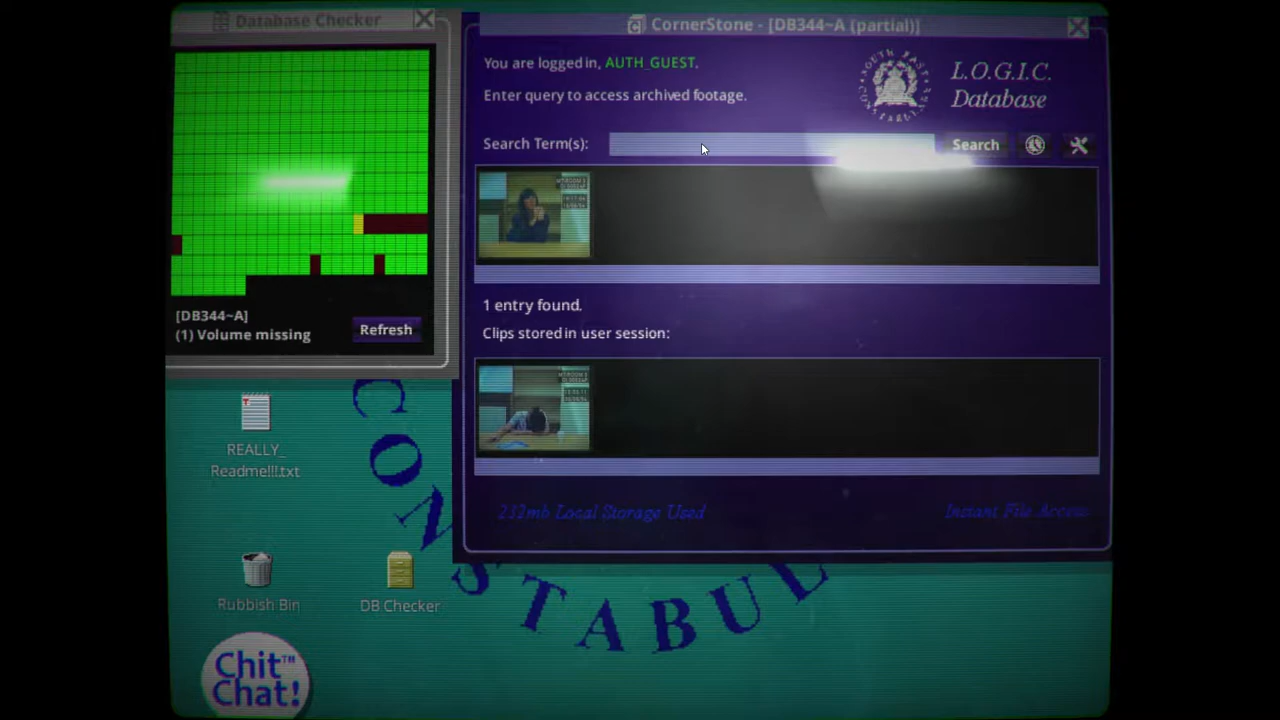 Database Checker
CornerStone - [DB344~A (partial)]
You are logged in, AUTH_GUEST.
Enter query to access archived footage.
L.O.G.I.C.
Database
Search Term(s):
Search
[DB344~A]
(1) Volume missing
Refresh
1 entry found.
Clips stored in user session:
232mb Local Storage Used
Instant File Access
REALLY_
Readme!!!.txt
Rubbish Bin
DB Checker
CONSTABUL
Chit™
Chat!